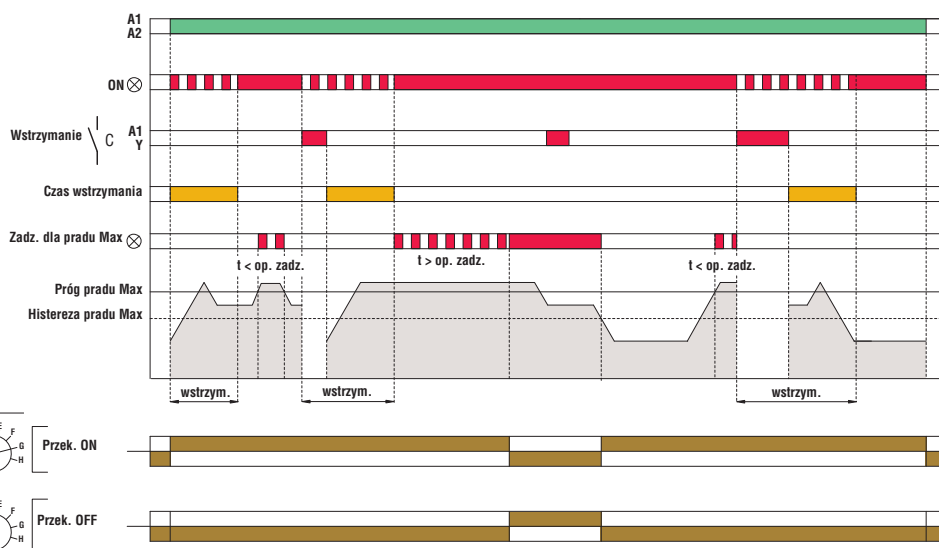 A1
A2
ON
Wstrzymanie C A1
Y
Czas wstrzymania
Zadz. dla pradu Max
t < op. zadz. t > op. zadz. t < op. zadz.
Próg pradu Max
Histereza pradu Max
wstrzym. wstrzym. wstrzym.
E
F
G
H
Przek. ON
E
F
G
H
Przek. OFF